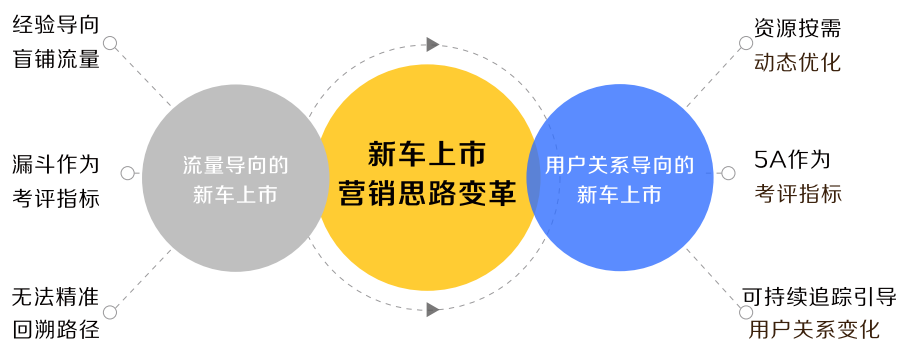 经验导向
盲铺流量
漏斗作为
考评指标
无法精准
回溯路径
流量导向的
新车上市
新车上市
营销思路变革
用户关系导向的
新车上市
资源按需
动态优化
5A作为
考评指标
可持续追踪引导
用户关系变化